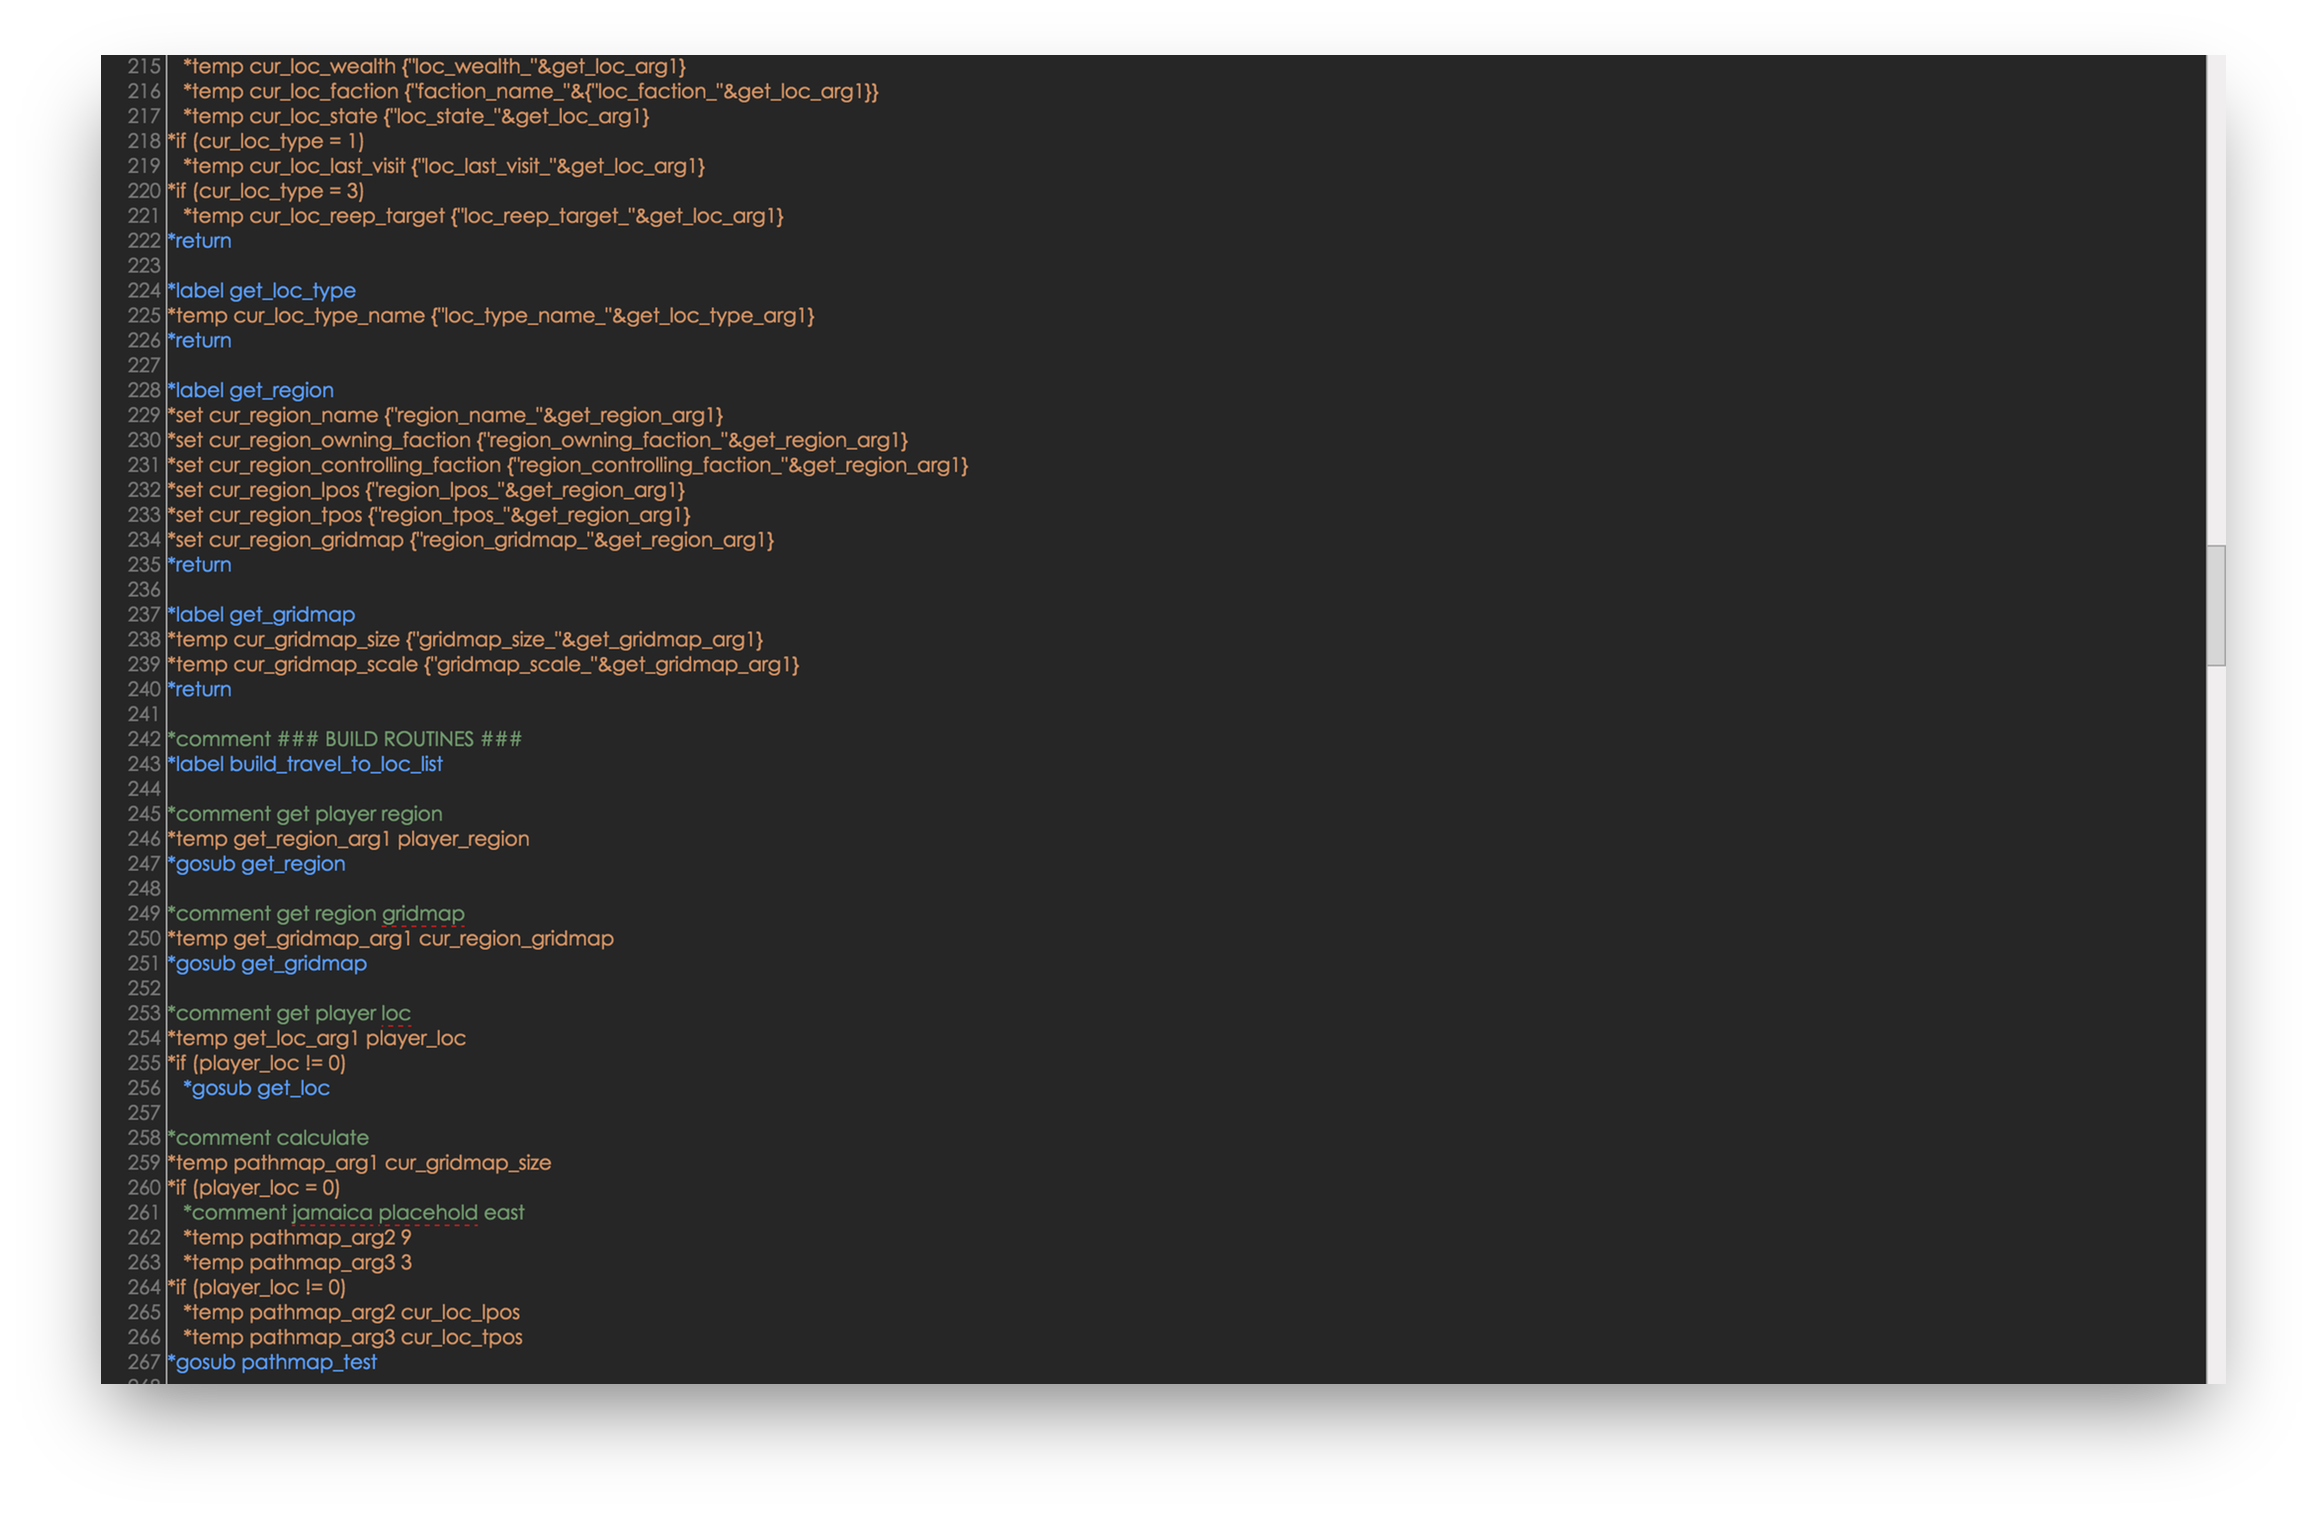 215 *temp cur_loc_wealth {"loc_wealth_"&get_loc_arg1}
216 *temp cur_loc_faction {"faction_name_"&{"loc_faction_"&get_loc_arg1}}
217 *temp cur_loc_state {"loc_state_"&get_loc_arg1}
218 *if (cur_loc_type = 1)
219 *temp cur_loc_last_visit {"loc_last_visit_"&get_loc_arg1}
220 *if (cur_loc_type = 3)
221 *temp cur_loc_reep_target {"loc_reep_target_"&get_loc_arg1}
222 *return
223
224 *label get_loc_type
225 *temp cur_loc_type_name {"loc_type_name_"&get_loc_type_arg1}
226 *return
227
228 *label get_region
229 *set cur_region_name {"region_name_"&get_region_arg1}
230 *set cur_region_owning_faction {"region_owning_faction_"&get_region_arg1}
231 *set cur_region_controlling_faction {"region_controlling_faction_"&get_region_arg1}
232 *set cur_region_lpos {"region_lpos_"&get_region_arg1}
233 *set cur_region_tpos {"region_tpos_"&get_region_arg1}
234 *set cur_region_gridmap {"region_gridmap_"&get_region_arg1}
235 *return
236
237 *label get_gridmap
238 *temp cur_gridmap_size {"gridmap_size_"&get_gridmap_arg1}
239 *temp cur_gridmap_scale {"gridmap_scale_"&get_gridmap_arg1}
240 *return
241
242 *comment ### BUILD ROUTINES ###
243 *label build_travel_to_loc_list
244
245 *comment get player region
246 *temp get_region_arg1 player_region
247 *gosub get_region
248
249 *comment get region gridmap
250 *temp get_gridmap_arg1 cur_region_gridmap
251 *gosub get_gridmap
252
253 *comment get player loc
254 *temp get_loc_arg1 player_loc
255 *if (player_loc != 0)
256 *gosub get_loc
257
258 *comment calculate
259 *temp pathmap_arg1 cur_gridmap_size
260 *if (player_loc = 0)
261 *comment jamaica placehold east
262 *temp pathmap_arg2 9
263 *temp pathmap_arg3 3
264 *if (player_loc != 0)
265 *temp pathmap_arg2 cur_loc_lpos
266 *temp pathmap_arg3 cur_loc_tpos
267 *gosub pathmap_test